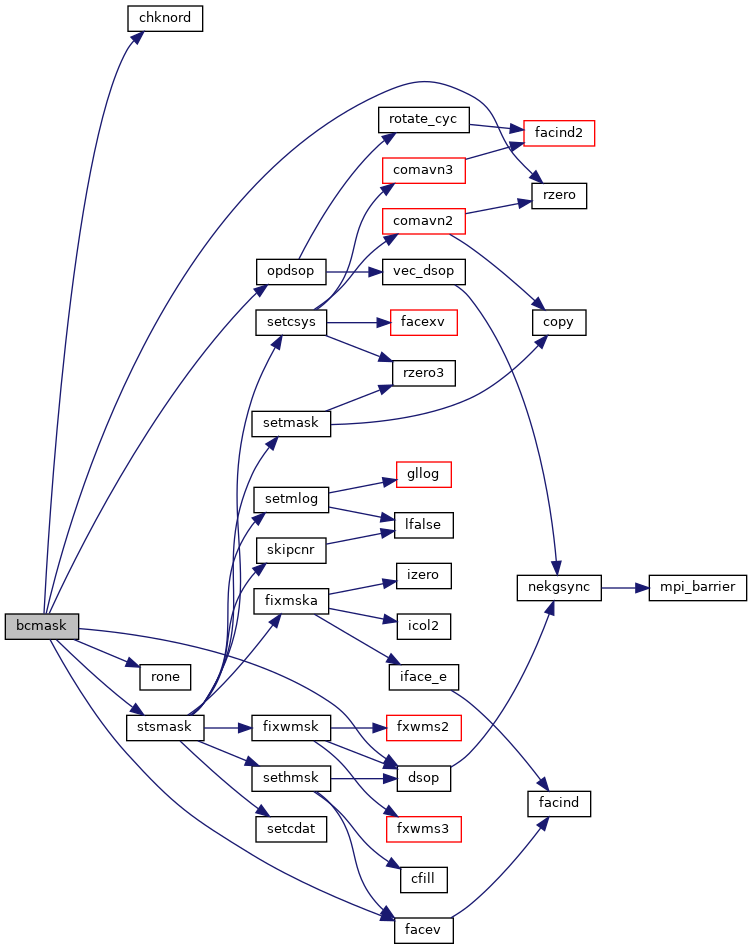 chknord
rotate_cyc
facind2
comavn3
rzero
comavn2
opdsop
vec_dsop
setcsys
facexv
copy
rzero3
setmask
gllog
setmlog
lfalse
skipcnr
izero
nekgsync
mpi_barrier
fixmska
icol2
bcmask
iface_e
rone
stsmask
fixwmsk
fxwms2
sethmsk
dsop
facind
setcdat
fxwms3
cfill
facev